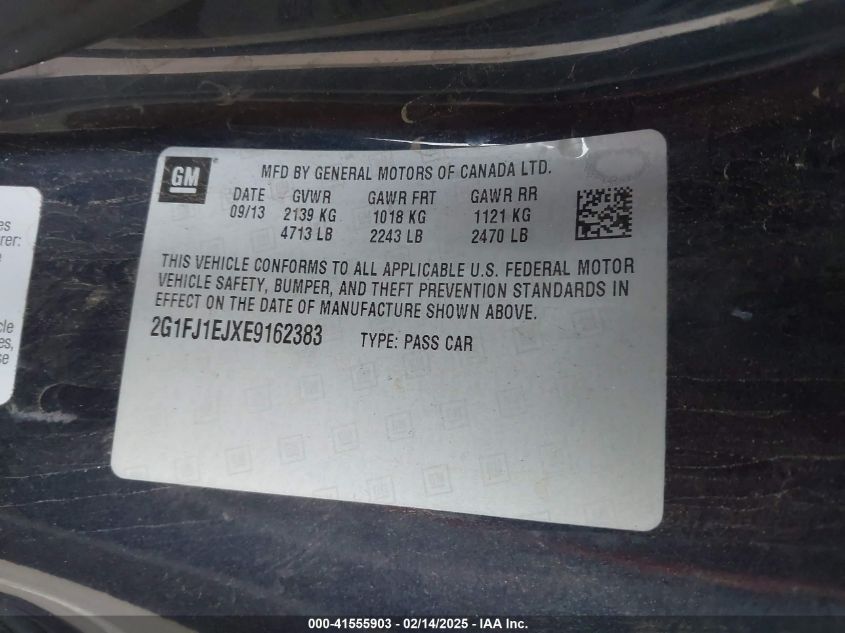 GM
MFD BY GENERAL MOTORS OF CANADA LTD.
DATE GVWR GAWR FRT GAWR RR
09/13 2139 KG 1018 KG 1121 KG
4713 LB 2243 LB 2470 LB
THIS VEHICLE CONFORMS TO ALL APPLICABLE U.S. FEDERAL MOTOR
VEHICLE SAFETY, BUMPER, AND THEFT PREVENTION STANDARDS IN
EFFECT ON THE DATE OF MANUFACTURE SHOWN ABOVE.
2G1FJ1EJXE9162383 TYPE: PASS CAR
000-41555903 - 02/14/2025 - IAA Inc.